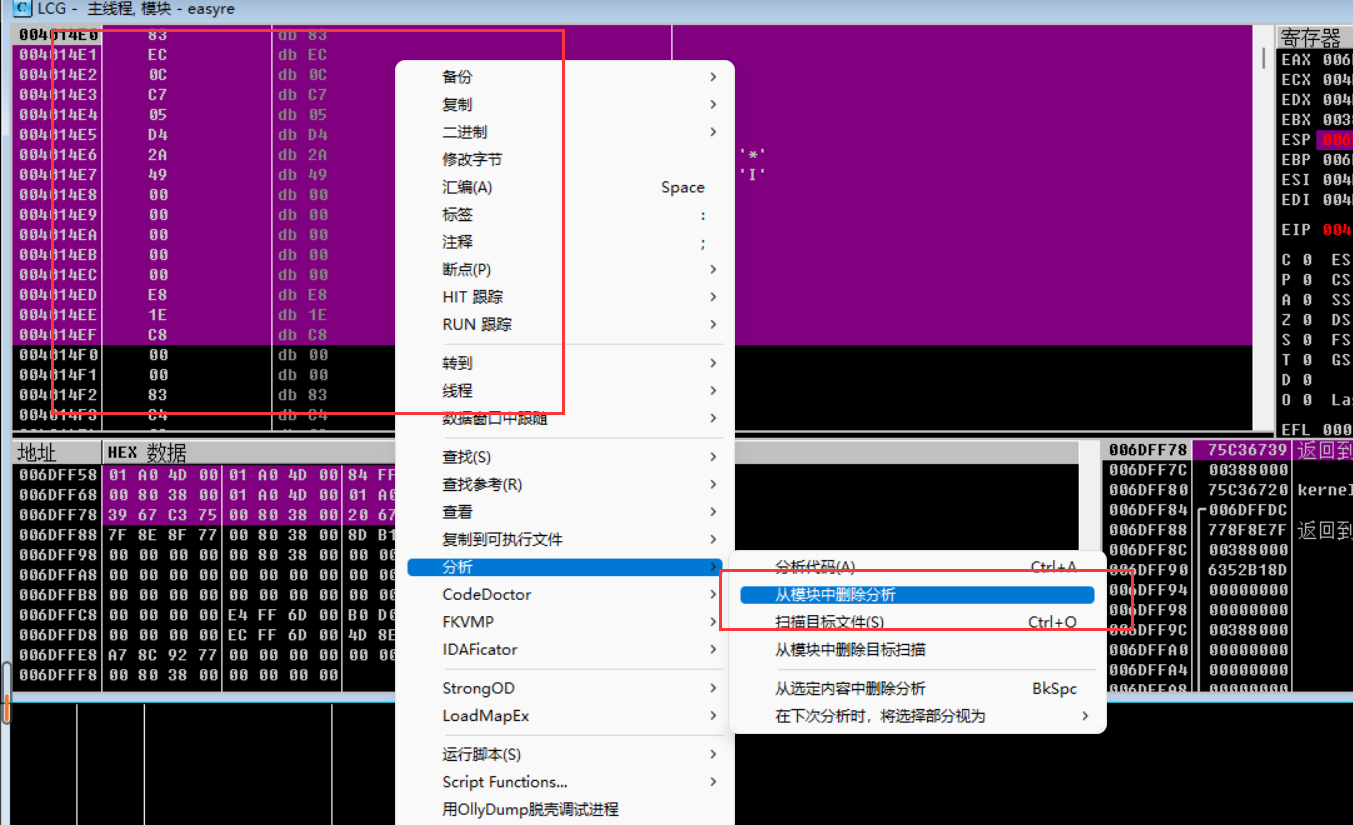 LCG - 主线程, 模块 - easyre
004014E0 83 db 83
004014E1 EC db EC
004014E2 0C db 0C
004014E3 C7 db C7
004014E4 05 db 05
004014E5 D4 db D4
004014E6 2A db 2A '*'
004014E7 49 db 49 'I'
004014E8 00 db 00
004014E9 00 db 00
004014EA 00 db 00
004014EB 00 db 00
004014EC 00 db 00
004014ED E8 db E8
004014EE 1E db 1E
004014EF C8 db C8
004014F0 00 db 00
004014F1 00 db 00
004014F2 83 db 83
004014F3 C4 db C4
寄存器
EAX 006
ECX 004
EDX 004
EBX 003
ESP 006
EBP 006
ESI 004
EDI 004
EIP 004
C 0 ES
P 0 CS
A 0 SS
Z 0 DS
S 0 FS
T 0 GS
D 0
O 0 La
EFL 000
备份
复制
二进制
修改字节
汇编(A) Space
标签 :
注释 ;
断点(P)
HIT 跟踪
RUN 跟踪
转到
线程
数据窗口中跟随
查找(S)
查找参考(R)
查看
复制到可执行文件
分析
CodeDoctor
FKVMP
IDAFicator
StrongOD
LoadMapEx
运行脚本(S)
Script Functions...
用OllyDump脱壳调试进程
分析代码(A) Ctrl+A
从模块中删除分析
扫描目标文件(S) Ctrl+O
从模块中删除目标扫描
从选定内容中删除分析 BkSpc
在下次分析时，将选择部分视为
地址 HEX 数据
006DFF58 01 A0 4D 00 01 A0 4D 00 84 FF
006DFF68 00 80 38 00 01 A0 4D 00 01 A0
006DFF78 39 67 C3 75 00 80 38 00 20 67
006DFF88 7F 8E 8F 77 00 80 38 00 8D B1
006DFF98 00 00 00 00 00 80 38 00 00 00
006DFFA8 00 00 00 00 00 00 00 00 00 00
006DFFB8 00 00 00 00 00 00 00 00 00 00
006DFFC8 00 00 00 00 E4 FF 6D 00 B0 D0
006DFFD8 00 00 00 00 EC FF 6D 00 4D 8E
006DFFE8 A7 8C 92 77 00 00 00 00 00 00
006DFFF8 00 80 38 00 00 00 00 00
006DFF78 75C36739 返回到
006DFF7C 00388000
006DFF80 75C36720 kerne
006DFF84 006DFFDC
006DFF88 778F8E7F 返回到
006DFF8C 00388000
006DFF90 6352B18D
006DFF94 00000000
006DFF98 00000000
006DFF9C 00388000
006DFFA0 00000000
006DFFA4 00000000
006DFFA8 00000000